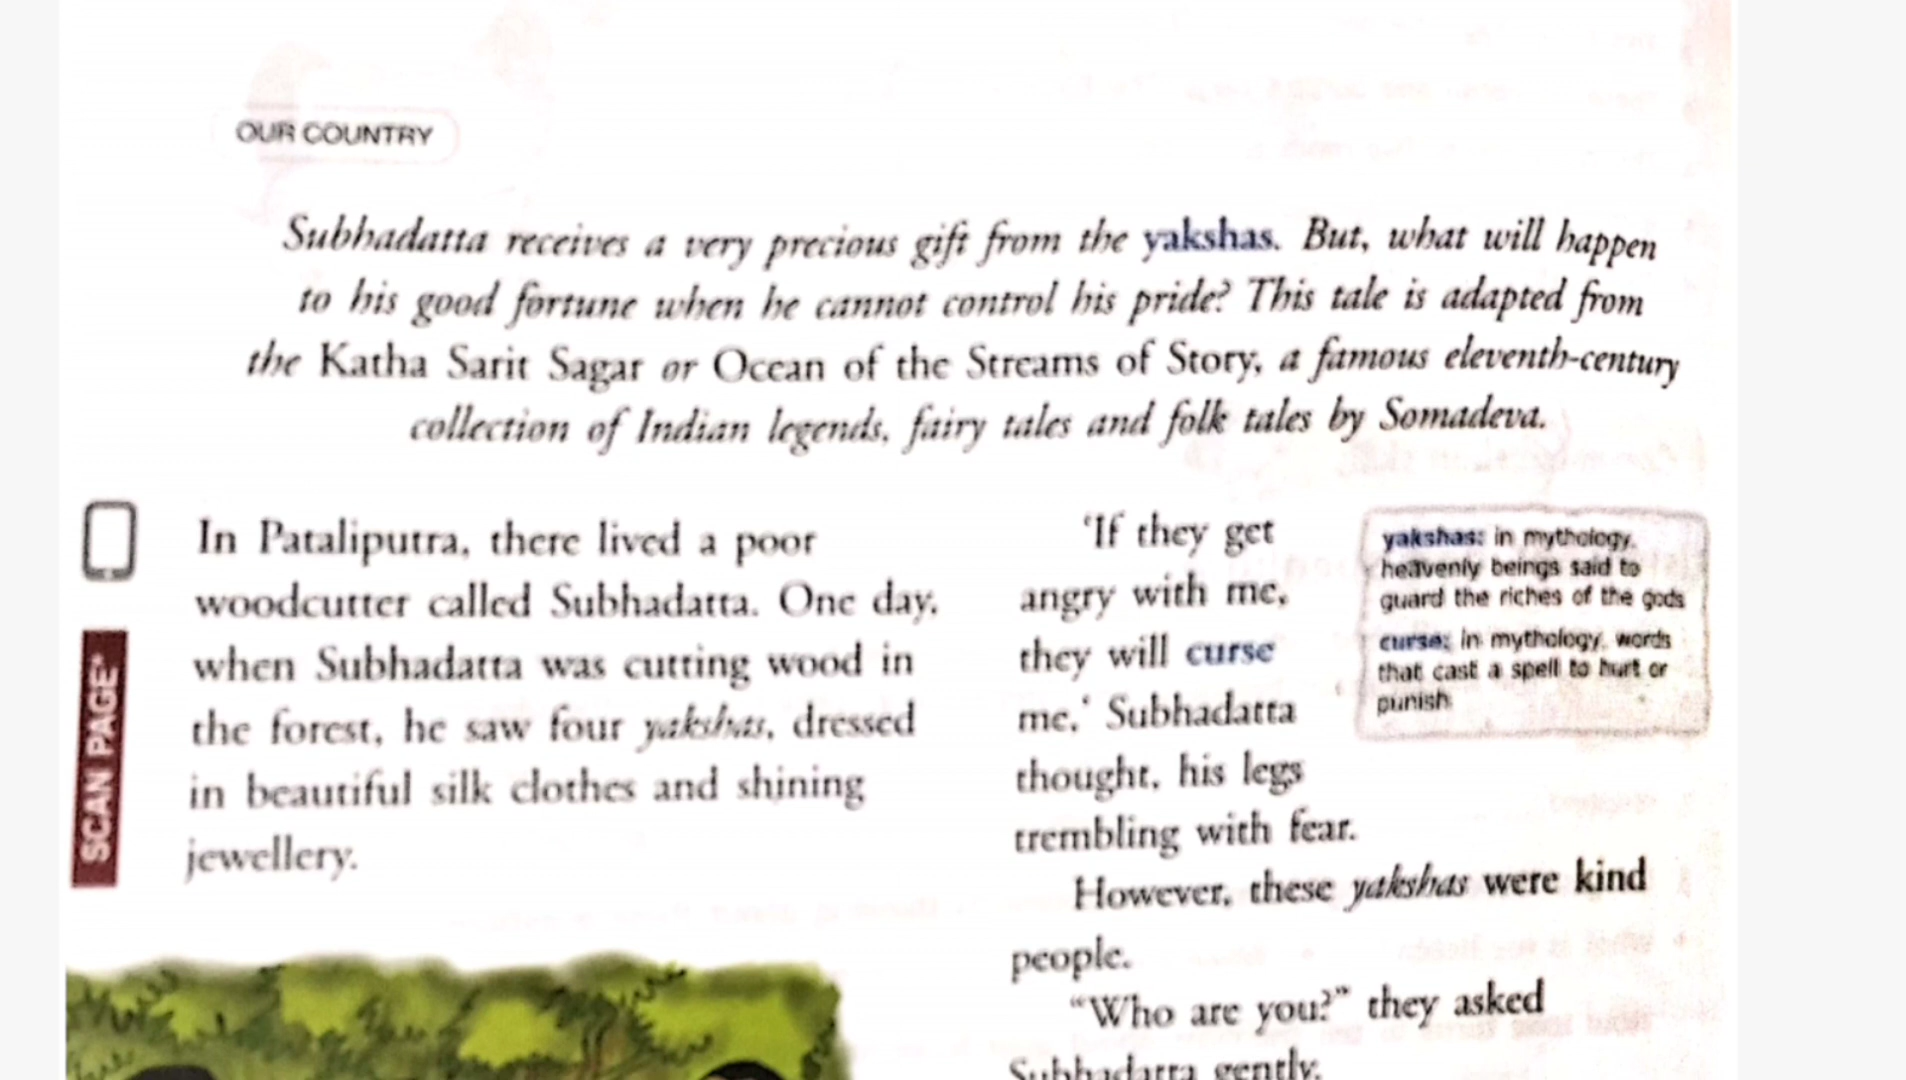 OUR COUNTRY
Subhadatta receives a very precious gift from the yakshas. But, what will happen
to his good fortune when he cannot control his pride? This tale is adapted from
the Katha Sarit Sagar or Ocean of the Streams of Story, a famous eleventh-century
collection of Indian legends, fairy tales and folk tales by Somadeva.
SCAN PAGE*
In Pataliputra, there lived a poor
woodcutter called Subhadatta. One day,
when Subhadatta was cutting wood in
the forest, he saw four yakshas, dressed
in beautiful silk clothes and shining
jewellery.
'If they get
angry with me,
they will curse
me,' Subhadatta
thought, his legs
trembling with fear.
However, these yakshas were kind
people.
"Who are you?" they asked
Subhadatta gently.
yakshas: in mythology,
heavenly beings said to
guard the riches of the gods
curse: in mythology, words
that cast a spell to hurt or
punish